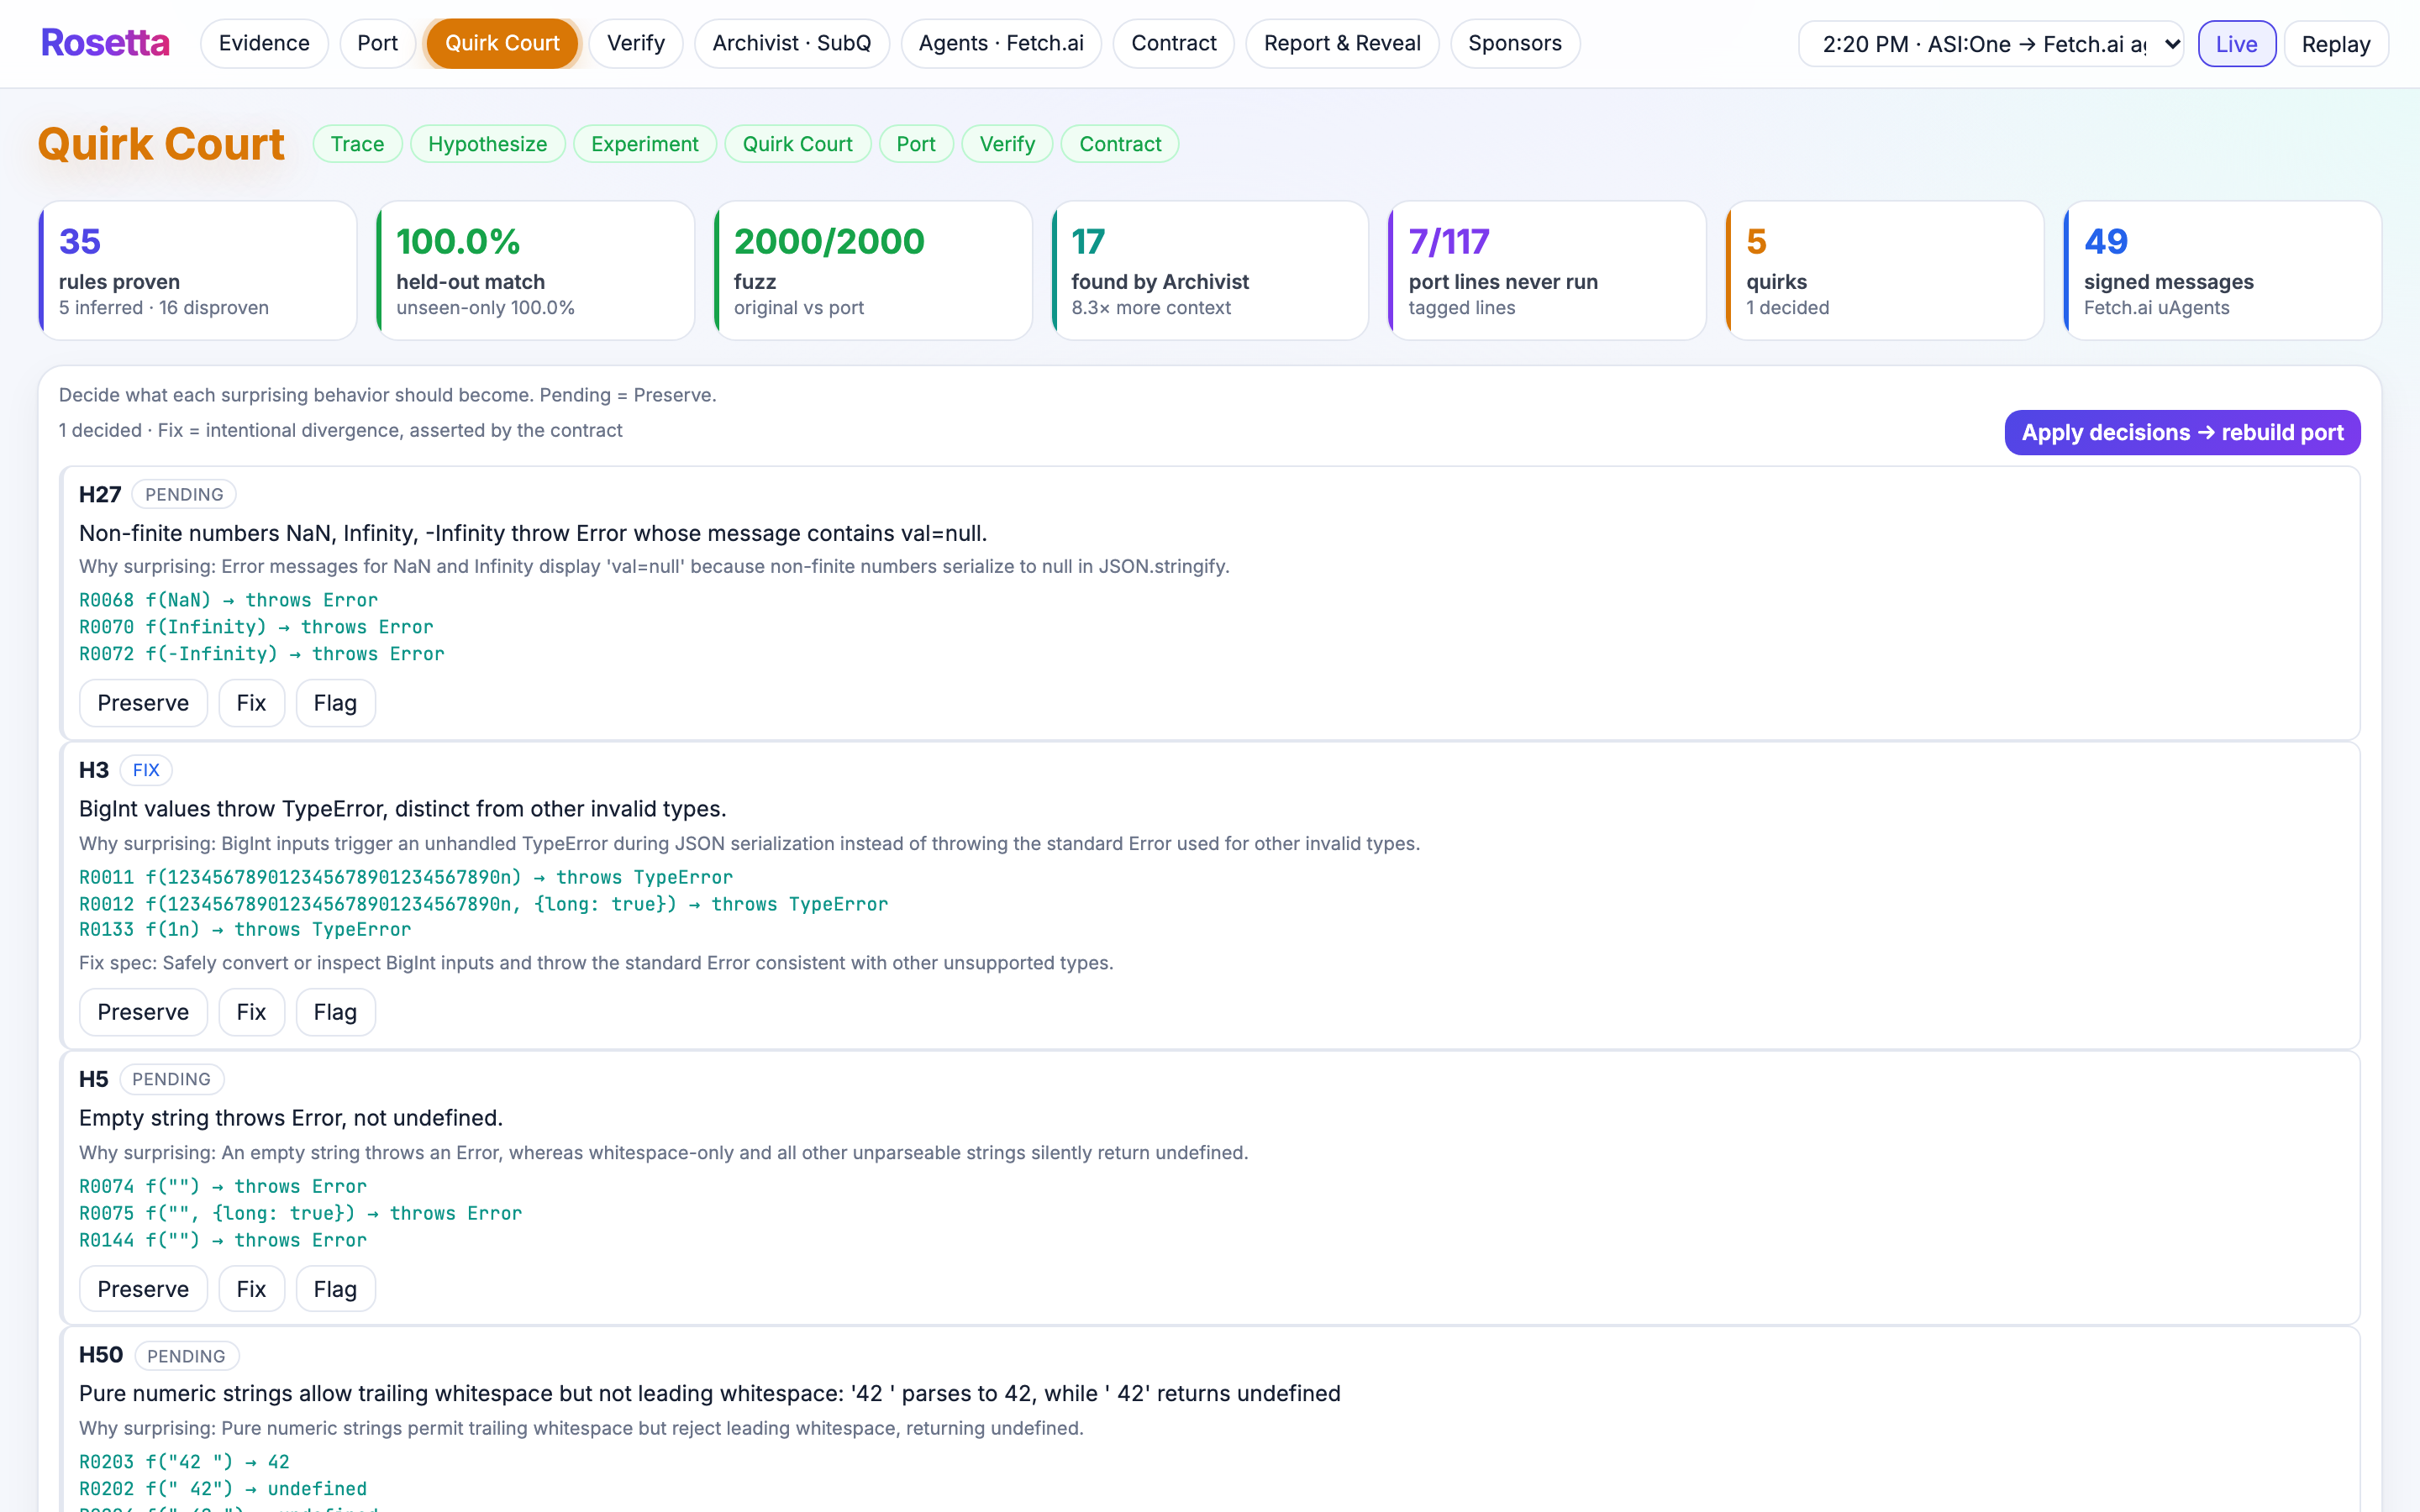 Rosetta
Evidence
Port
Quirk Court
Verify
Archivist · SubQ
Agents · Fetch.ai
Contract
Report & Reveal
Sponsors
2:20 PM · ASI:One → Fetch.ai
Live
Replay
Quirk Court
Trace
Hypothesize
Experiment
Quirk Court
Port
Verify
Contract
35
rules proven
5 inferred · 16 disproven
100.0%
held-out match
unseen-only 100.0%
2000/2000
fuzz
original vs port
17
found by Archivist
8.3× more context
7/117
port lines never run
tagged lines
5
quirks
1 decided
49
signed messages
Fetch.ai uAgents
Decide what each surprising behavior should become. Pending = Preserve.
1 decided · Fix = intentional divergence, asserted by the contract
Apply decisions → rebuild port
H27 PENDING
Non-finite numbers NaN, Infinity, -Infinity throw Error whose message contains val=null.
Why surprising: Error messages for NaN and Infinity display 'val=null' because non-finite numbers serialize to null in JSON.stringify.
R0068 f(NaN) → throws Error
R0070 f(Infinity) → throws Error
R0072 f(-Infinity) → throws Error
Preserve Fix Flag
H3 FIX
BigInt values throw TypeError, distinct from other invalid types.
Why surprising: BigInt inputs trigger an unhandled TypeError during JSON serialization instead of throwing the standard Error used for other invalid types.
R0011 f(123456789012345678901234567890n) → throws TypeError
R0012 f(123456789012345678901234567890n, {long: true}) → throws TypeError
R0133 f(1n) → throws TypeError
Fix spec: Safely convert or inspect BigInt inputs and throw the standard Error consistent with other unsupported types.
Preserve Fix Flag
H5 PENDING
Empty string throws Error, not undefined.
Why surprising: An empty string throws an Error, whereas whitespace-only and all other unparseable strings silently return undefined.
R0074 f("") → throws Error
R0075 f("", {long: true}) → throws Error
R0144 f("") → throws Error
Preserve Fix Flag
H50 PENDING
Pure numeric strings allow trailing whitespace but not leading whitespace: '42 ' parses to 42, while ' 42' returns undefined
Why surprising: Pure numeric strings permit trailing whitespace but reject leading whitespace, returning undefined.
R0203 f("42 ") → 42
R0202 f(" 42") → undefined